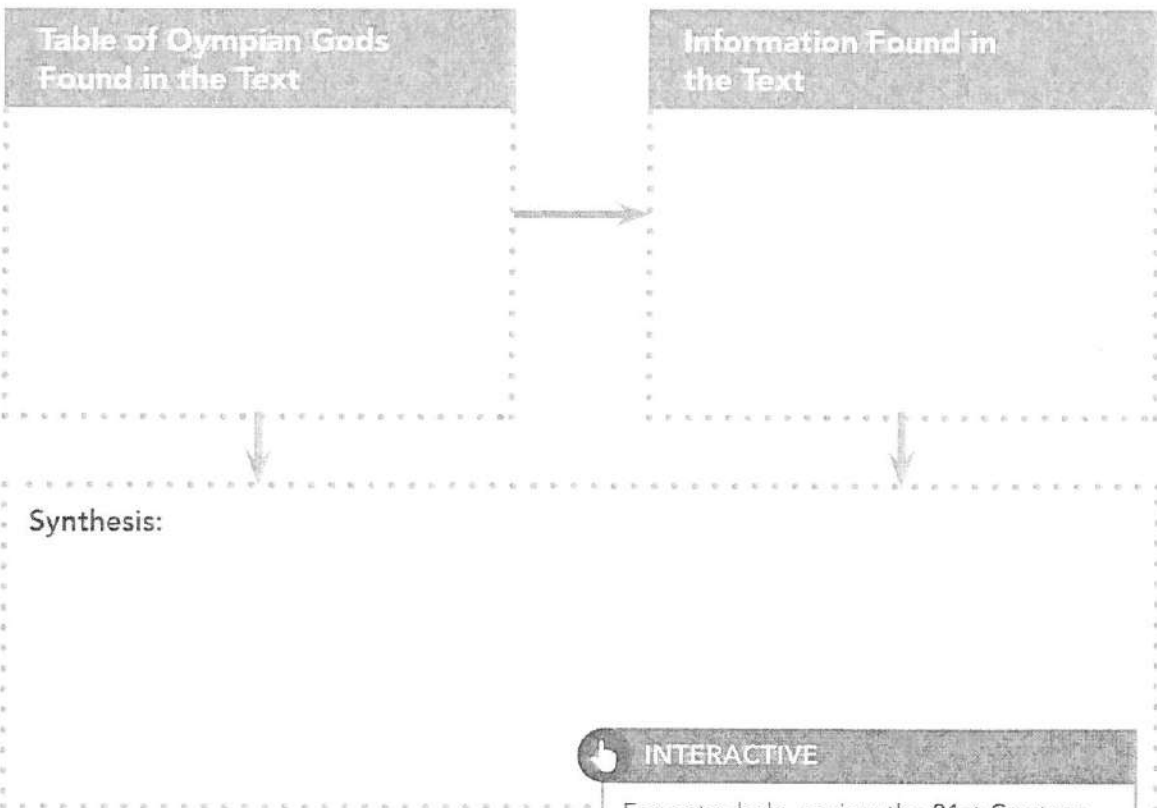 Table of Oympian Gods
Found in the Text
Information Found in
the Text
Synthesis:
INTERACTIVE